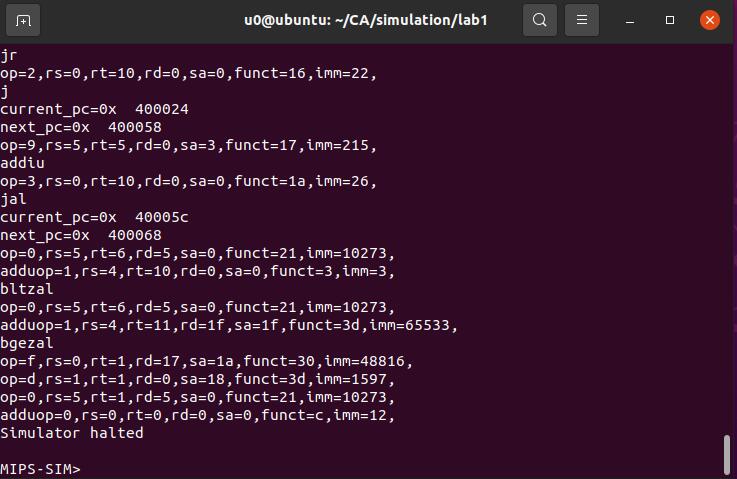 u0@ubuntu: ~/CA/simulation/lab1
jr
op=2,rs=0,rt=10,rd=0,sa=0,funct=16,imm=22,
j
current_pc=0x  400024
next_pc=0x  400058
op=9,rs=5,rt=5,rd=0,sa=3,funct=17,imm=215,
addiu
op=3,rs=0,rt=10,rd=0,sa=0,funct=1a,imm=26,
jal
current_pc=0x  40005c
next_pc=0x  400068
op=0,rs=5,rt=6,rd=5,sa=0,funct=21,imm=10273,
adduop=1,rs=4,rt=10,rd=0,sa=0,funct=3,imm=3,
bltzal
op=0,rs=5,rt=6,rd=5,sa=0,funct=21,imm=10273,
adduop=1,rs=4,rt=11,rd=1f,sa=1f,funct=3d,imm=65533,
bgezal
op=f,rs=0,rt=1,rd=17,sa=1a,funct=30,imm=48816,
op=d,rs=1,rt=1,rd=0,sa=18,funct=3d,imm=1597,
op=0,rs=5,rt=1,rd=5,sa=0,funct=21,imm=10273,
adduop=0,rs=0,rt=0,rd=0,sa=0,funct=c,imm=12,
Simulator halted
MIPS-SIM>